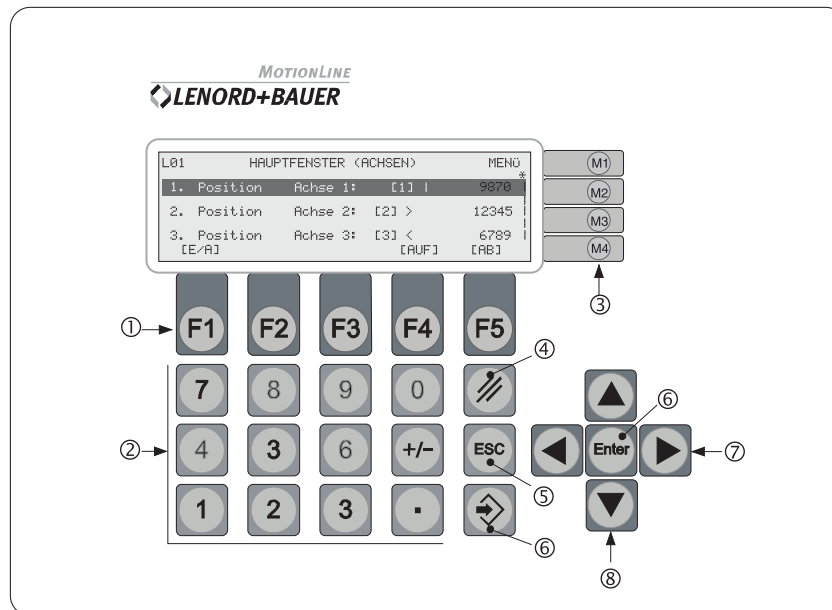 MOTIONLINE
LENORD+BAUER
L01 HAUPTFENSTER (ACHSEN) MENÜ
*
1. Position Achse 1: [1] | 9870 |
2. Position Achse 2: [2] > 12345 |
3. Position Achse 3: [3] < 6789 |
[E/A] [AUF] [AB]
M1
M2
M3
M4
③
① F1 F2 F3 F4 F5
④
7 8 9 0
⑥
② 4 3 6 +/- ESC Enter ⑦
⑤
1 2 3 .
⑥
⑧